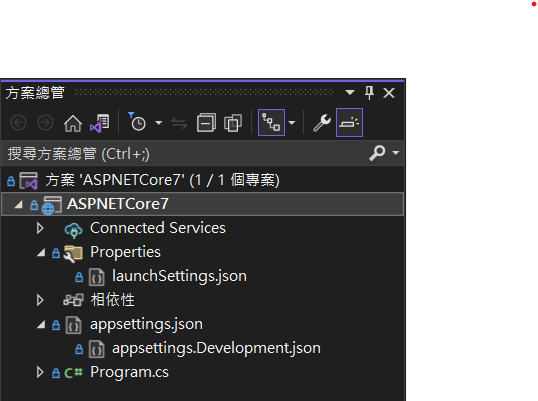 方案總管
搜尋方案總管 (Ctrl+;)
方案 'ASPNETCore7' (1 / 1 個專案)
ASPNETCore7
Connected Services
Properties
launchSettings.json
相依性
appsettings.json
appsettings.Development.json
C# Program.cs